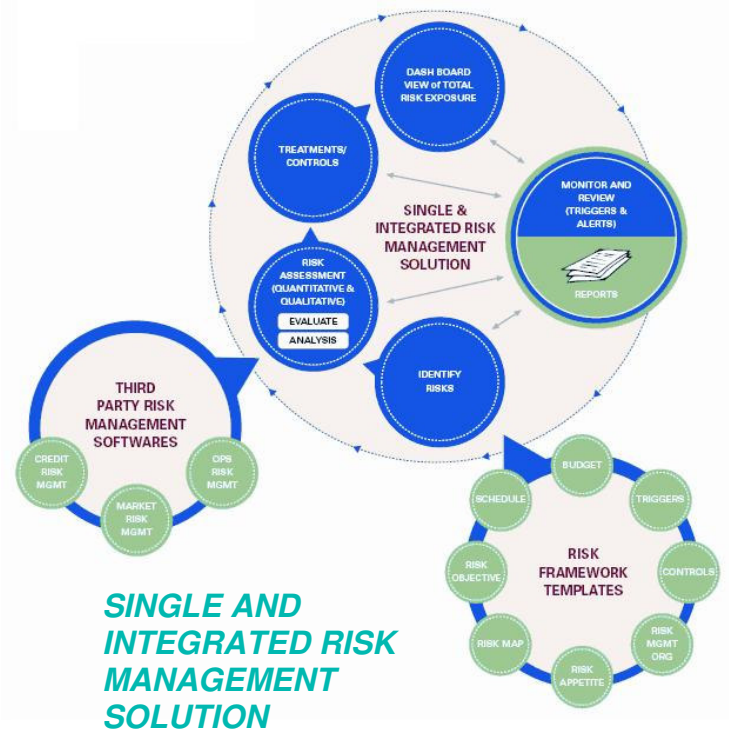 DASH BOARD
VIEW of TOTAL
RISK EXPOSURE
TREATMENTS/
CONTROLS
MONITOR AND
REVIEW
(TRIGGERS &
ALERTS)
REPORTS
SINGLE &
INTEGRATED RISK
MANAGEMENT
SOLUTION
RISK
ASSESSMENT
(QUANTITATIVE &
QUALITATIVE)
EVALUATE
ANALYSIS
IDENTIFY
RISKS
THIRD
PARTY RISK
MANAGEMENT
SOFTWARES
CREDIT
RISK
MGMT
MARKET
RISK
MGMT
OPS
RISK
MGMT
BUDGET
TRIGGERS
CONTROLS
RISK
MGMT
ORG
RISK
APPETITE
RISK MAP
RISK
OBJECTIVE
SCHEDULE
RISK
FRAMEWORK
TEMPLATES
SINGLE AND
INTEGRATED RISK
MANAGEMENT
SOLUTION